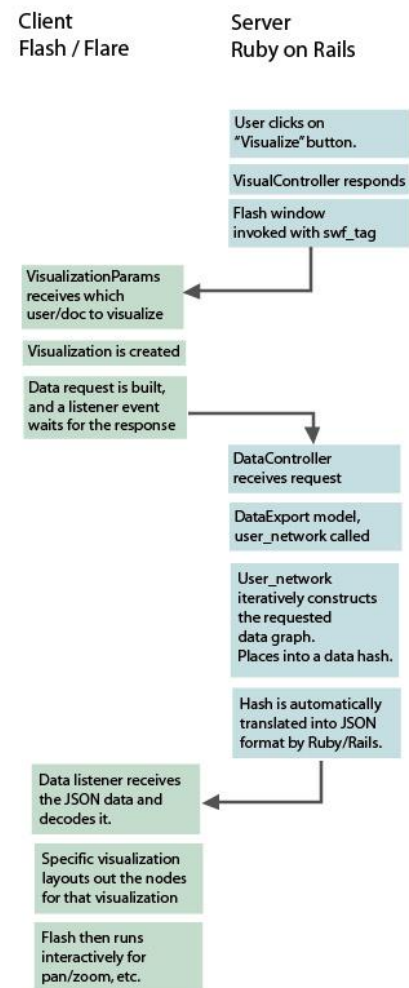 Client
Flash / Flare
Server
Ruby on Rails
User clicks on
"Visualize" button.
VisualController responds
Flash window
invoked with swf_tag
VisualizationParams
receives which
user/doc to visualize
Visualization is created
Data request is built,
and a listener event
waits for the response
DataController
receives request
DataExport model,
user_network called
User_network
iteratively constructs
the requested
data graph.
Places into a data hash.
Hash is automatically
translated into JSON
format by Ruby/Rails.
Data listener receives
the JSON data and
decodes it.
Specific visualization
layouts out the nodes
for that visualization
Flash then runs
interactively for
pan/zoom, etc.